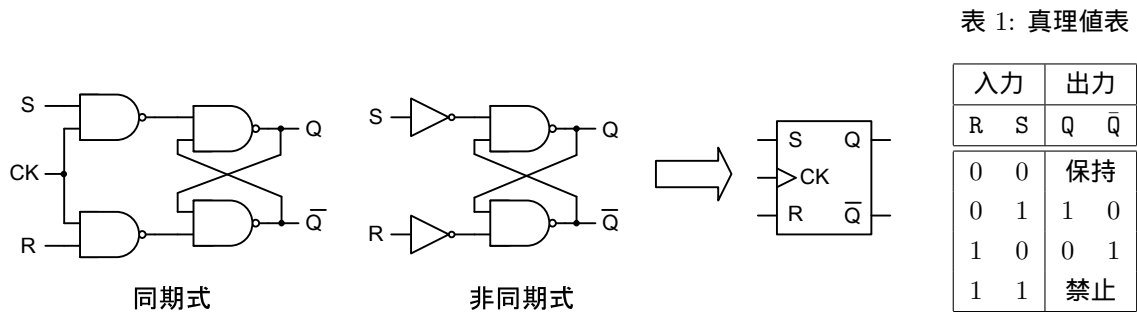 S
CK
R
Q
Q̅
同期式
S
R
Q
Q̅
非同期式
S Q
CK
R Q̅
表 1: 真理値表
入力 出力
R S Q Q̅
0 0 保持
0 1 1 0
1 0 0 1
1 1 禁止